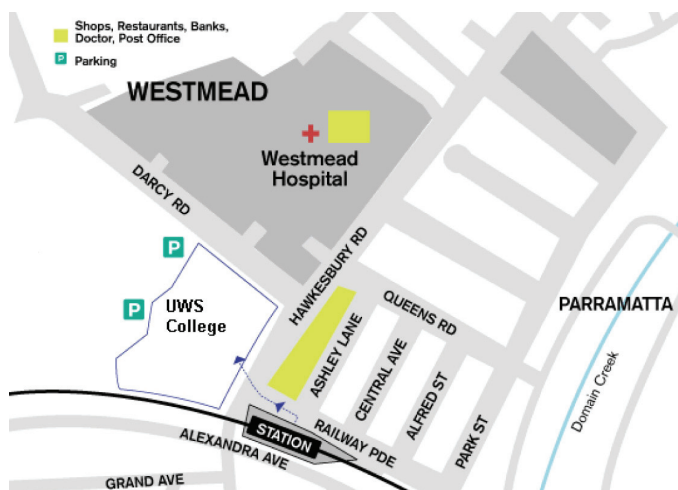 Shops, Restaurants, Banks,
Doctor, Post Office
P
Parking
WESTMEAD
Westmead
Hospital
DARCY RD
P
P
UWS
College
HAWKESBURY RD
QUEENS RD
ASHLEY LANE
CENTRAL AVE
ALFRED ST
PARK ST
PARRAMATTA
Domain Creek
RAILWAY PDE
STATION
ALEXANDRA AVE
GRAND AVE